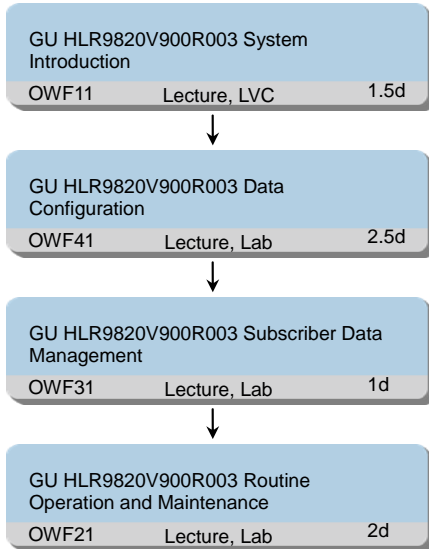 GU HLR9820V900R003 System
Introduction
OWF11 Lecture, LVC 1.5d
GU HLR9820V900R003 Data
Configuration
OWF41 Lecture, Lab 2.5d
GU HLR9820V900R003 Subscriber Data
Management
OWF31 Lecture, Lab 1d
GU HLR9820V900R003 Routine
Operation and Maintenance
OWF21 Lecture, Lab 2d